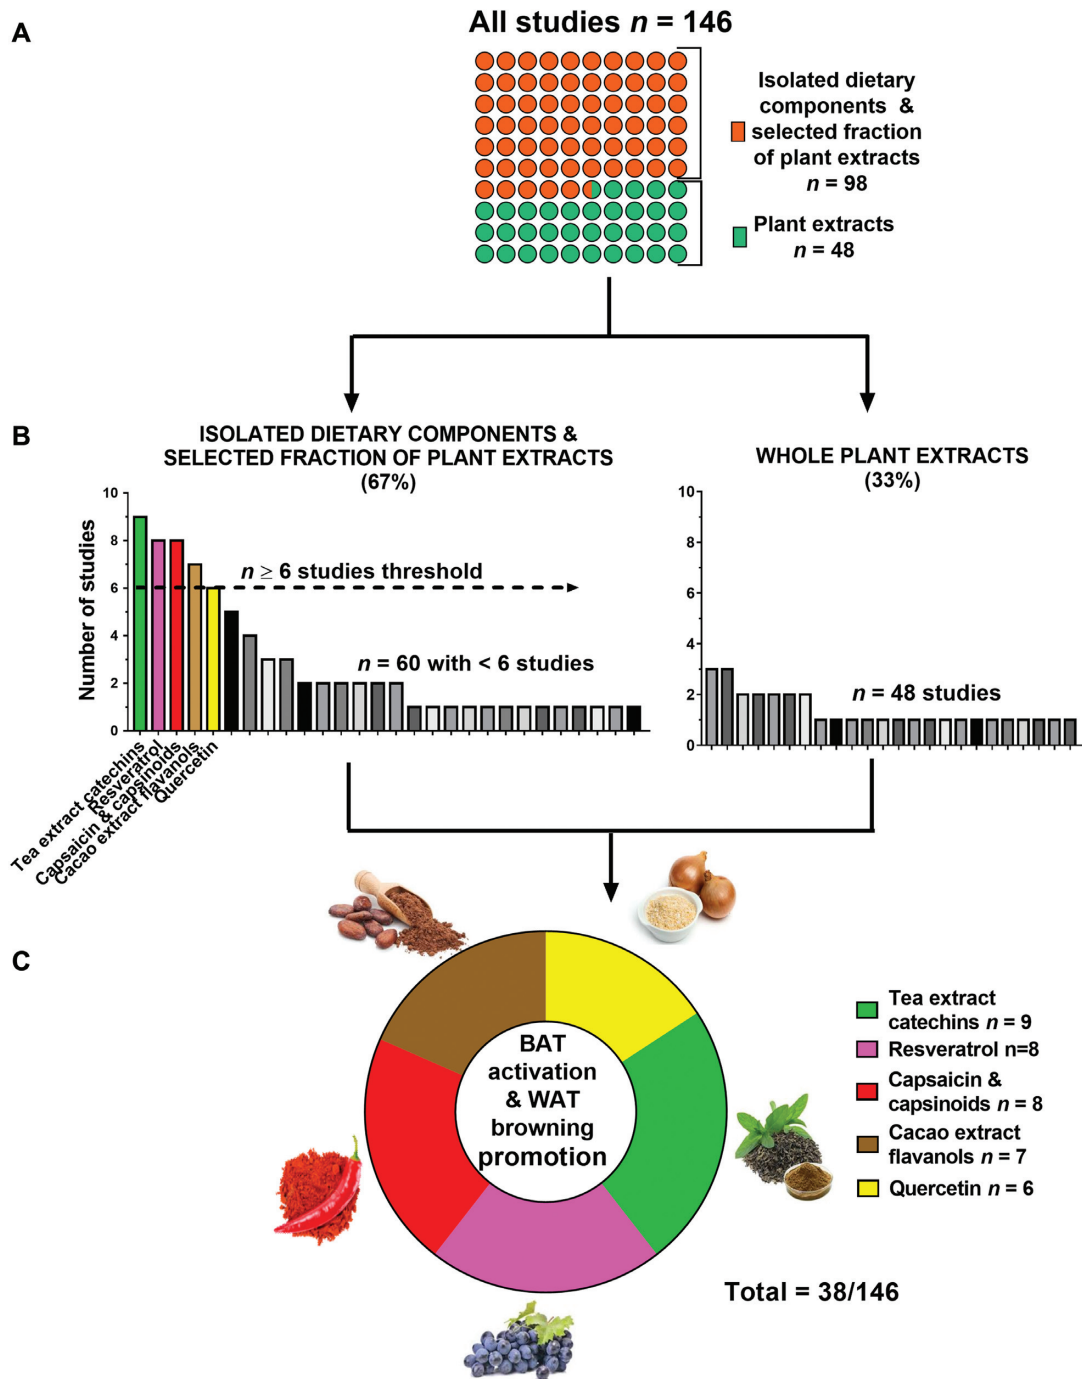 A
All studies n = 146
Isolated dietary
components &
selected fraction
of plant extracts
n = 98
Plant extracts
n = 48
B
ISOLATED DIETARY COMPONENTS &
SELECTED FRACTION OF PLANT EXTRACTS
(67%)
Number of studies
10
8
6
4
2
0
n ≥ 6 studies threshold
n = 60 with < 6 studies
Tea extract catechins
Resveratrol
Capsaicin & capsinoids
Cacao extract flavanols
Quercetin
WHOLE PLANT EXTRACTS
(33%)
10
8
6
4
2
0
n = 48 studies
C
BAT
activation
& WAT
browning
promotion
Tea extract
catechins n = 9
Resveratrol n=8
Capsaicin &
capsinoids n = 8
Cacao extract
flavanols n = 7
Quercetin n = 6
Total = 38/146